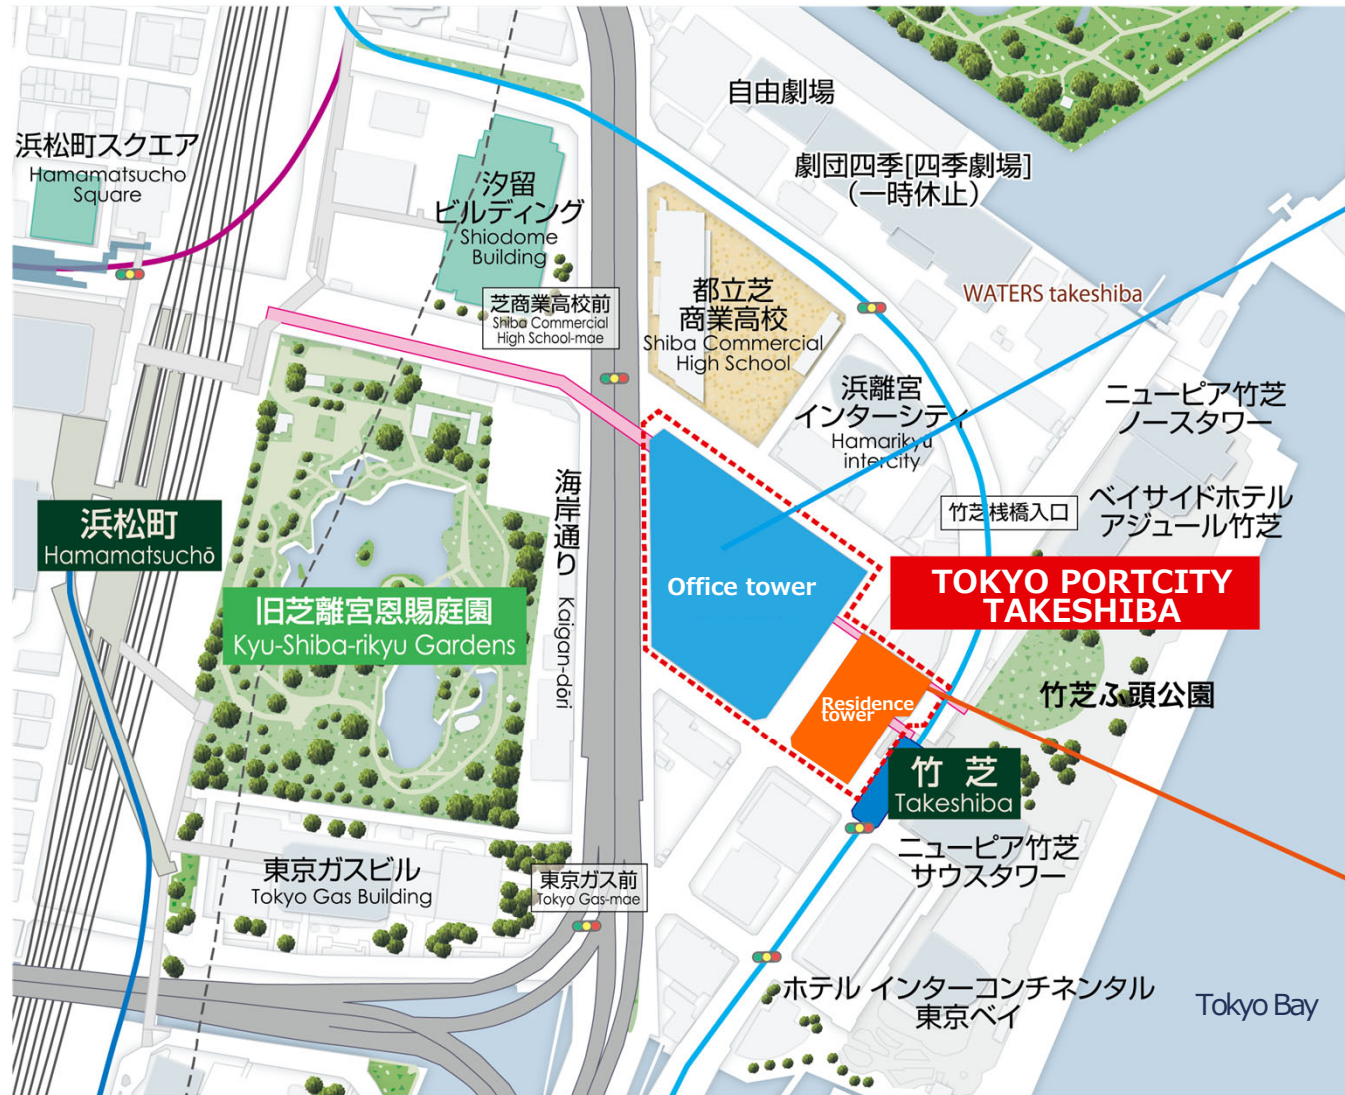 自由劇場
浜松町スクエア
Hamamatsucho
Square
劇団四季[四季劇場]
（一時休止）
汐留
ビルディング
Shiodome
Building
WATERS takeshiba
芝商業高校前
Shiba Commercial
High School-mae
都立芝
商業高校
Shiba Commercial
High School
浜離宮
インターシティ
Hamarikyu
intercity
ニューピア竹芝
ノースタワー
ベイサイドホテル
アジュール竹芝
竹芝桟橋入口
浜松町
Hamamatsuchō
海岸通り Kaigan-dōri
旧芝離宮恩賜庭園
Kyu-Shiba-rikyu Gardens
Office tower
TOKYO PORTCITY
TAKESHIBA
Residence
tower
竹芝ふ頭公園
竹 芝
Takeshiba
ニューピア竹芝
サウスタワー
東京ガスビル
Tokyo Gas Building
東京ガス前
Tokyo Gas-mae
ホテル インターコンチネンタル
東京ベイ
Tokyo Bay